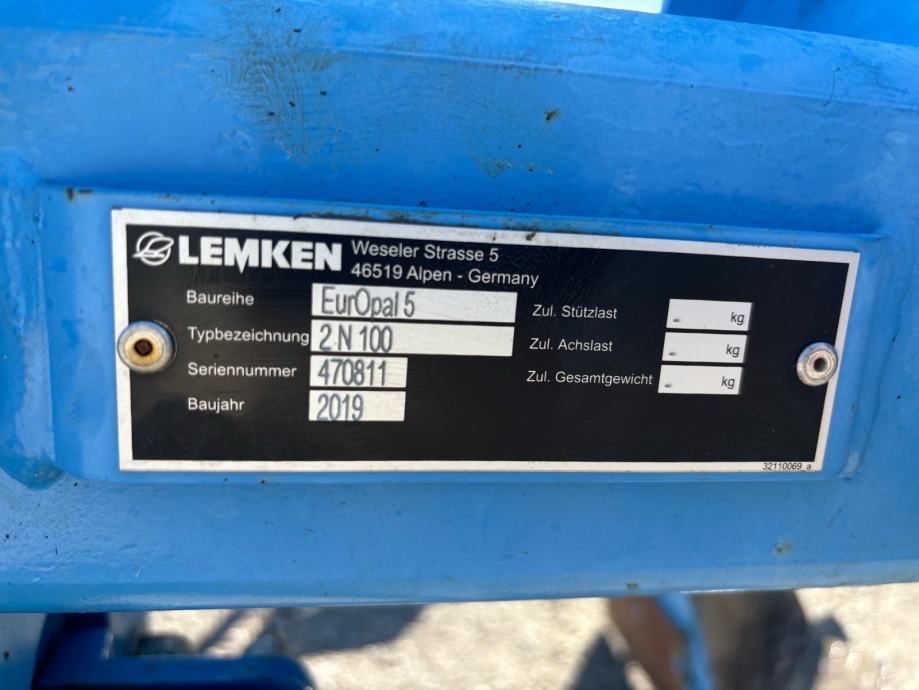 LEMKEN
Weseler Strasse 5
46519 Alpen - Germany
Baureihe EurOpal 5
Typbezeichnung 2 N 100
Seriennummer 470811
Baujahr 2019
Zul. Stützlast - kg
Zul. Achslast - kg
Zul. Gesamtgewicht - kg
32110069_a